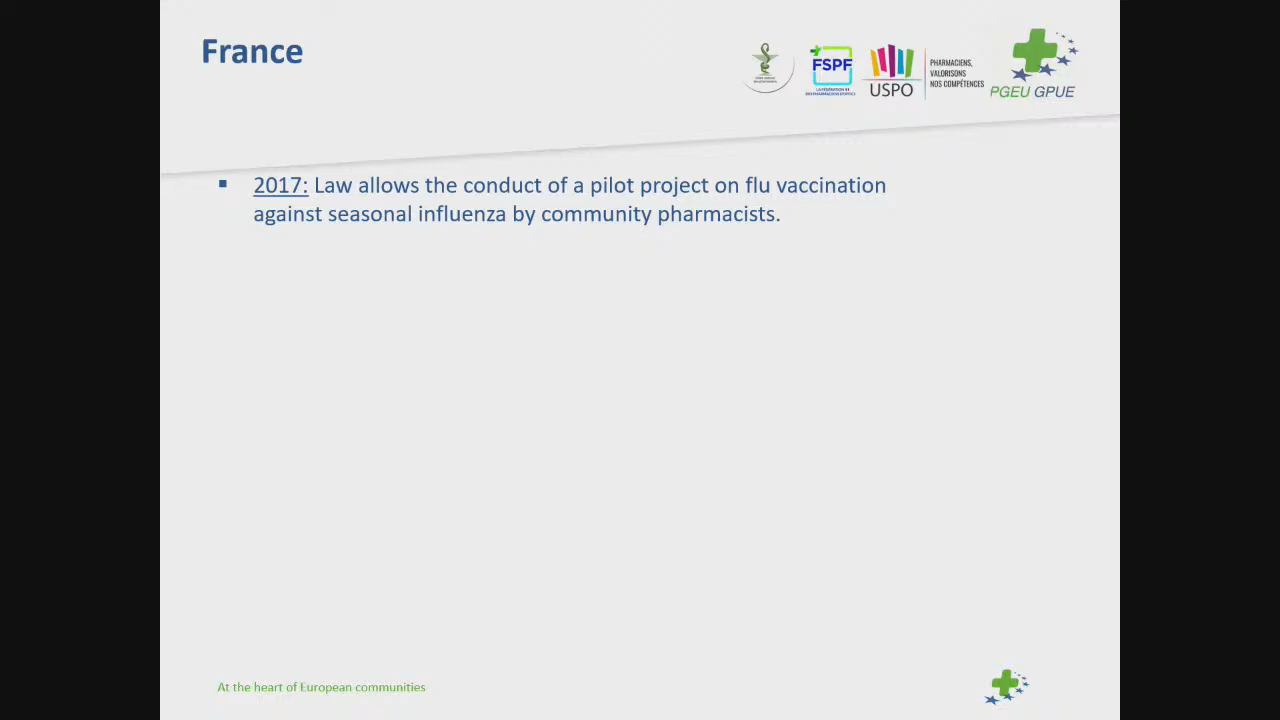 France
FSPF
USPO
PHARMACIENS,
VALORISONS
NOS COMPÉTENCES
PGEU GPUE
2017: Law allows the conduct of a pilot project on flu vaccination
against seasonal influenza by community pharmacists.
At the heart of European communities